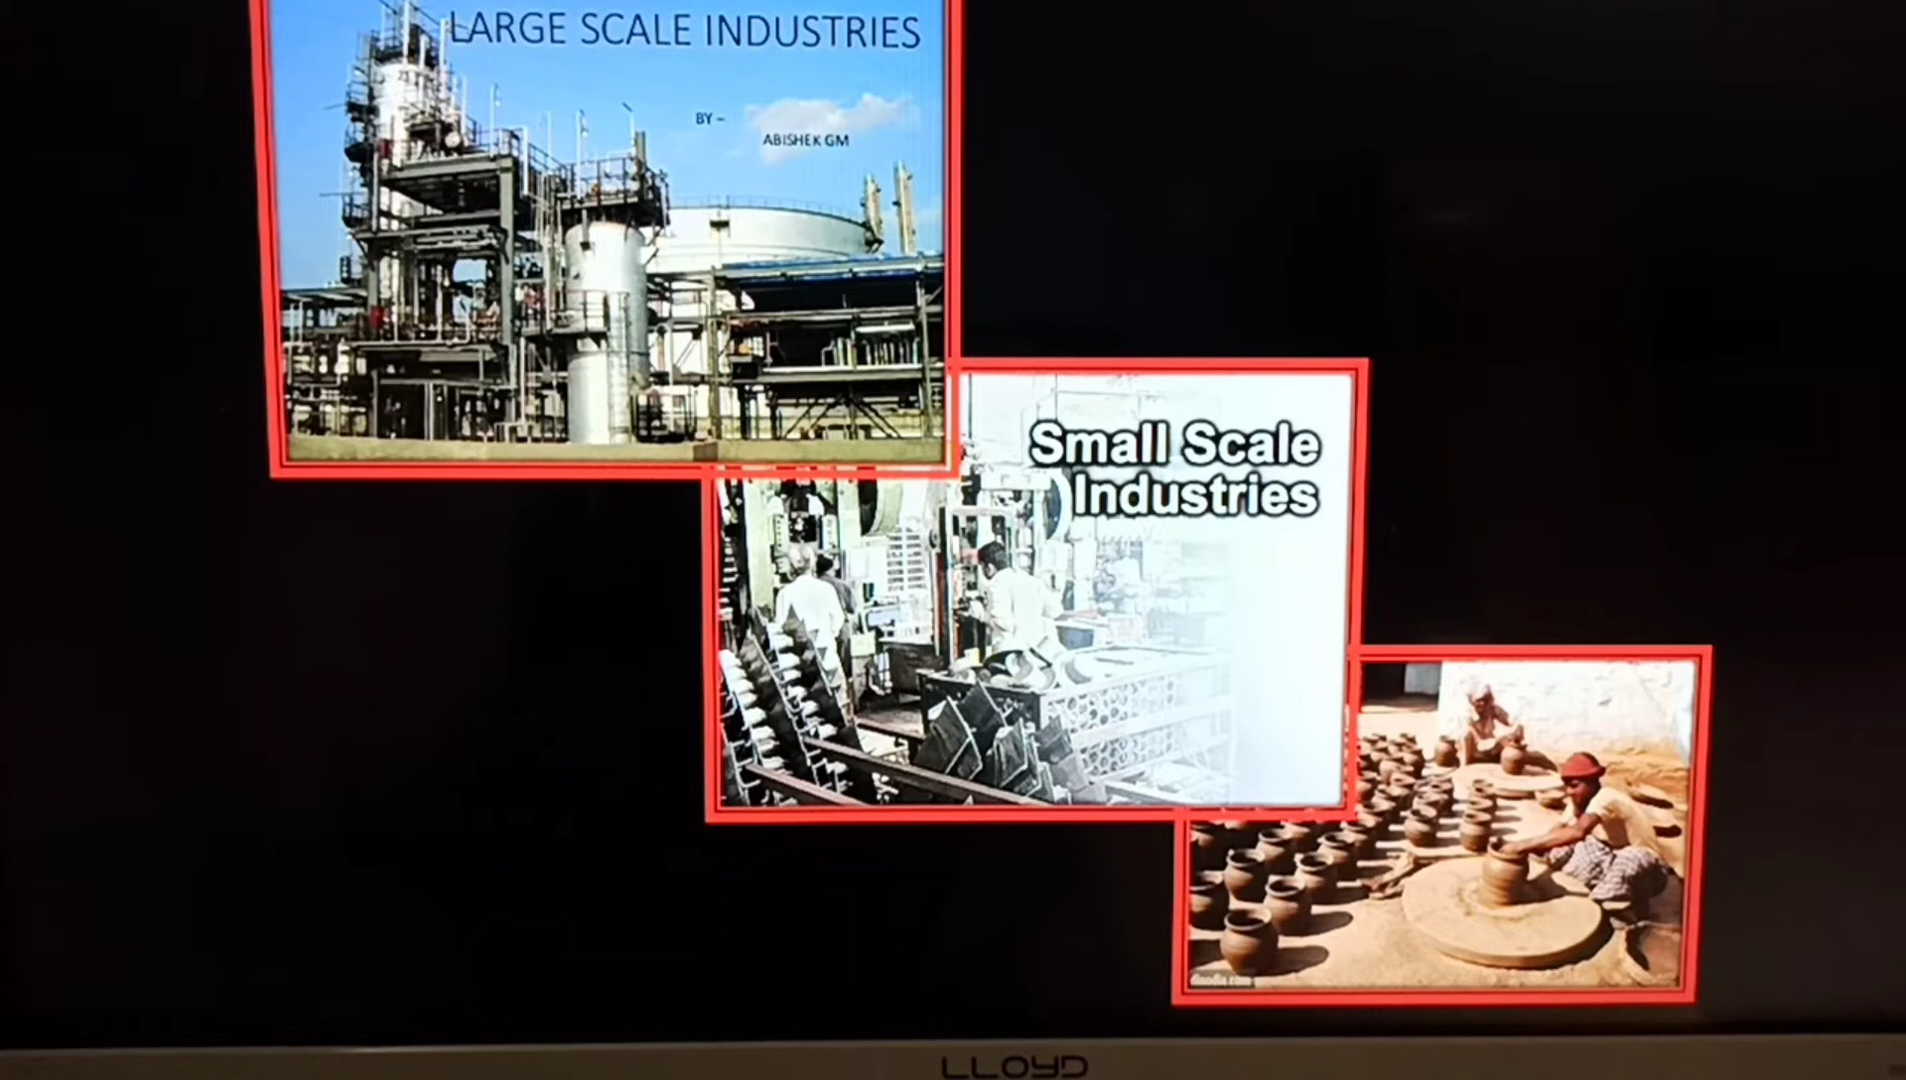 LARGE SCALE INDUSTRIES
BY –
ABISHEK GM
Small Scale
Industries
LLOYD